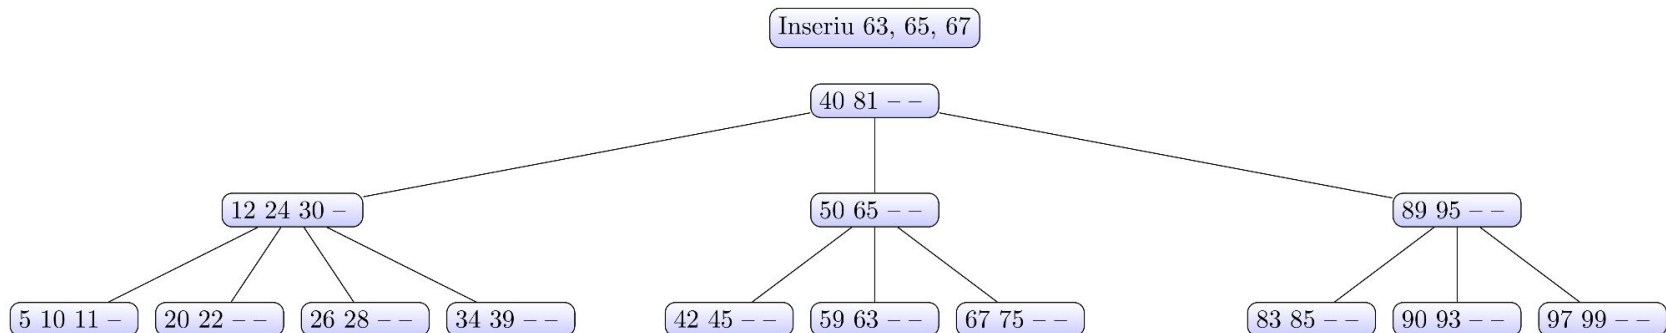 Inseriu 63, 65, 67
40 81 – –
12 24 30 –
50 65 – –
89 95 – –
5 10 11 –
20 22 – –
26 28 – –
34 39 – –
42 45 – –
59 63 – –
67 75 – –
83 85 – –
90 93 – –
97 99 – –